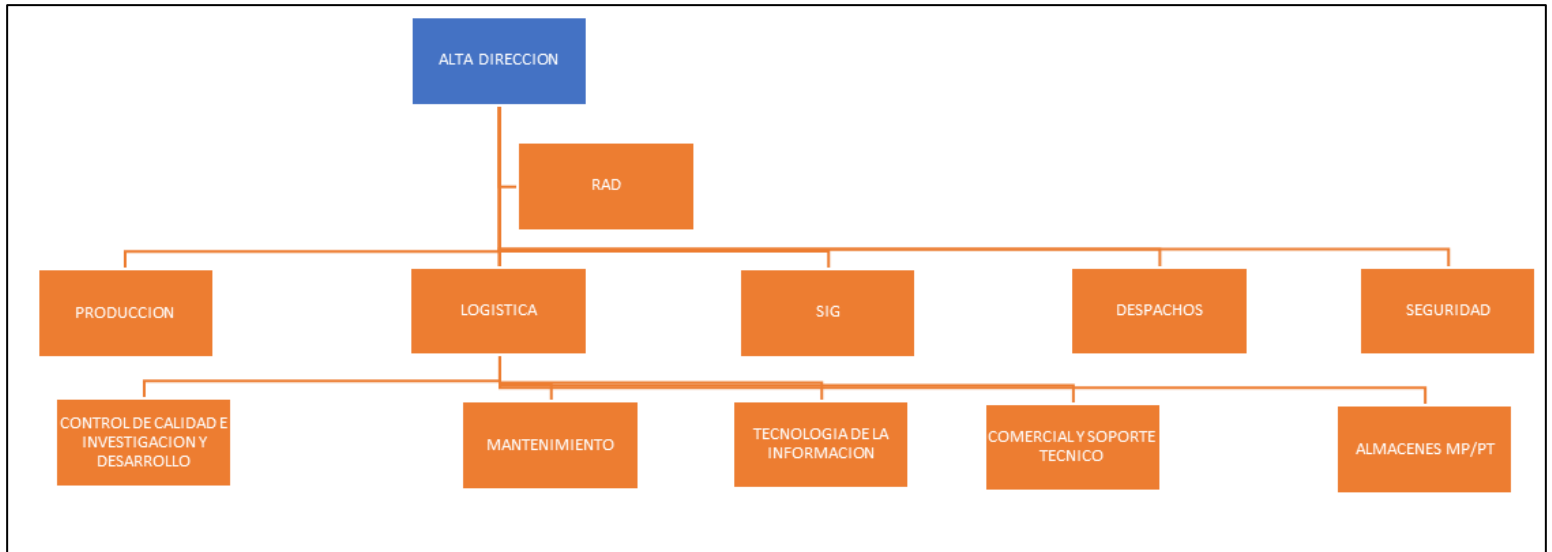 ALTA DIRECCION
RAD
PRODUCCION
LOGISTICA
SIG
DESPACHOS
SEGURIDAD
CONTROL DE CALIDAD E
INVESTIGACION Y
DESARROLLO
MANTENIMIENTO
TECNOLOGIA DE LA
INFORMACION
COMERCIAL Y SOPORTE
TECNICO
ALMACENES MP/PT